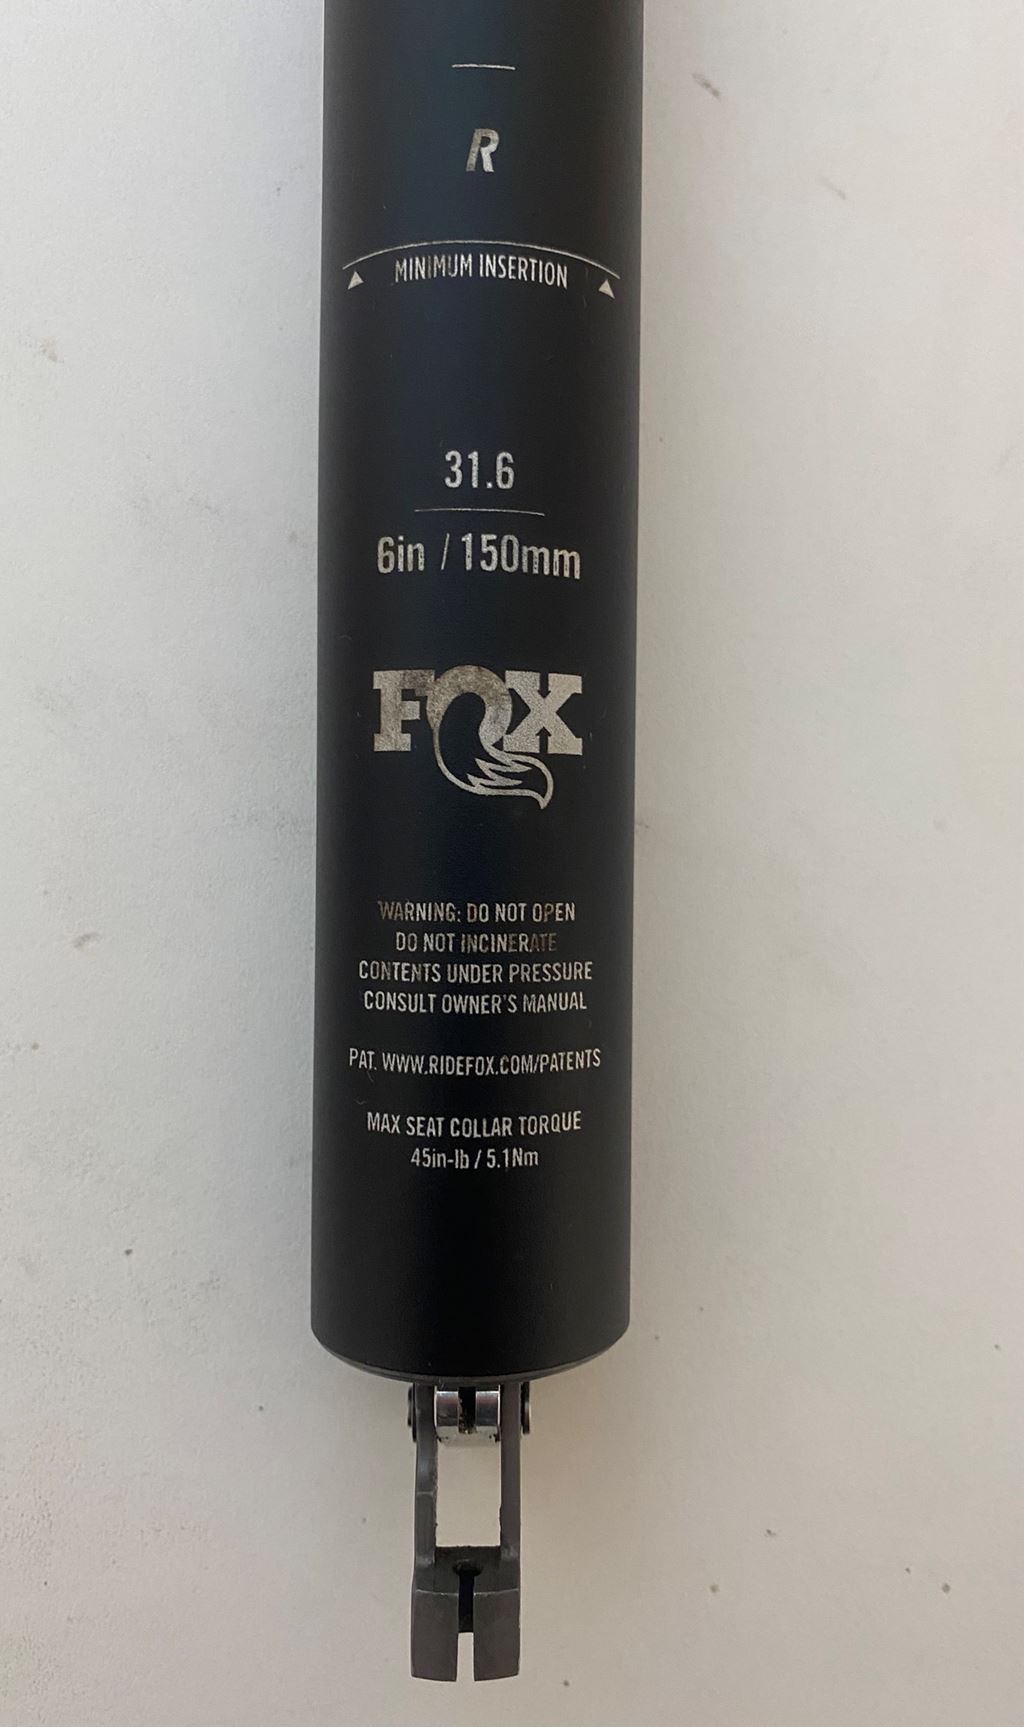 R
MINIMUM INSERTION
31.6
6in / 150mm
FOX
WARNING: DO NOT OPEN
DO NOT INCINERATE
CONTENTS UNDER PRESSURE
CONSULT OWNER'S MANUAL
PAT. WWW.RIDEFOX.COM/PATENTS
MAX SEAT COLLAR TORQUE
45in-lb / 5.1Nm